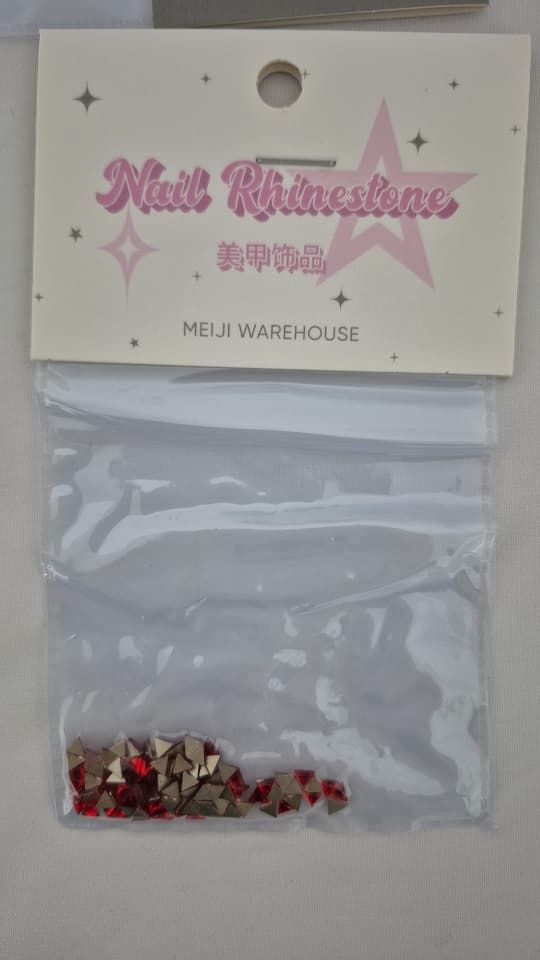 Nail Rhinestone
美甲饰品
MEIJI WAREHOUSE